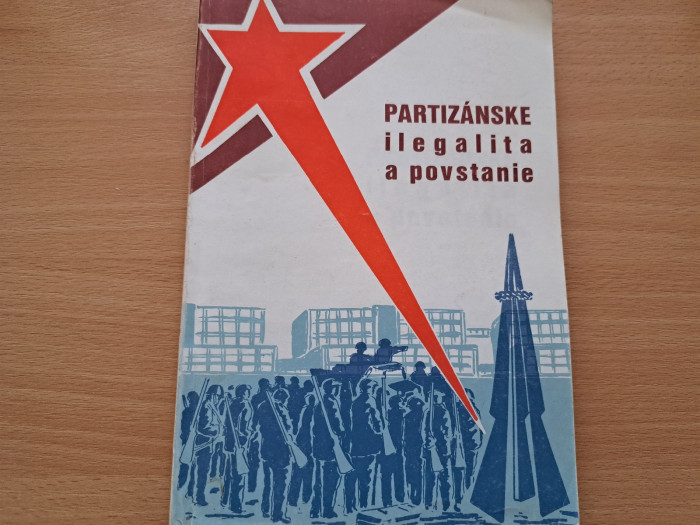 PARTIZÁNSKE
ilegalita
a povstanie